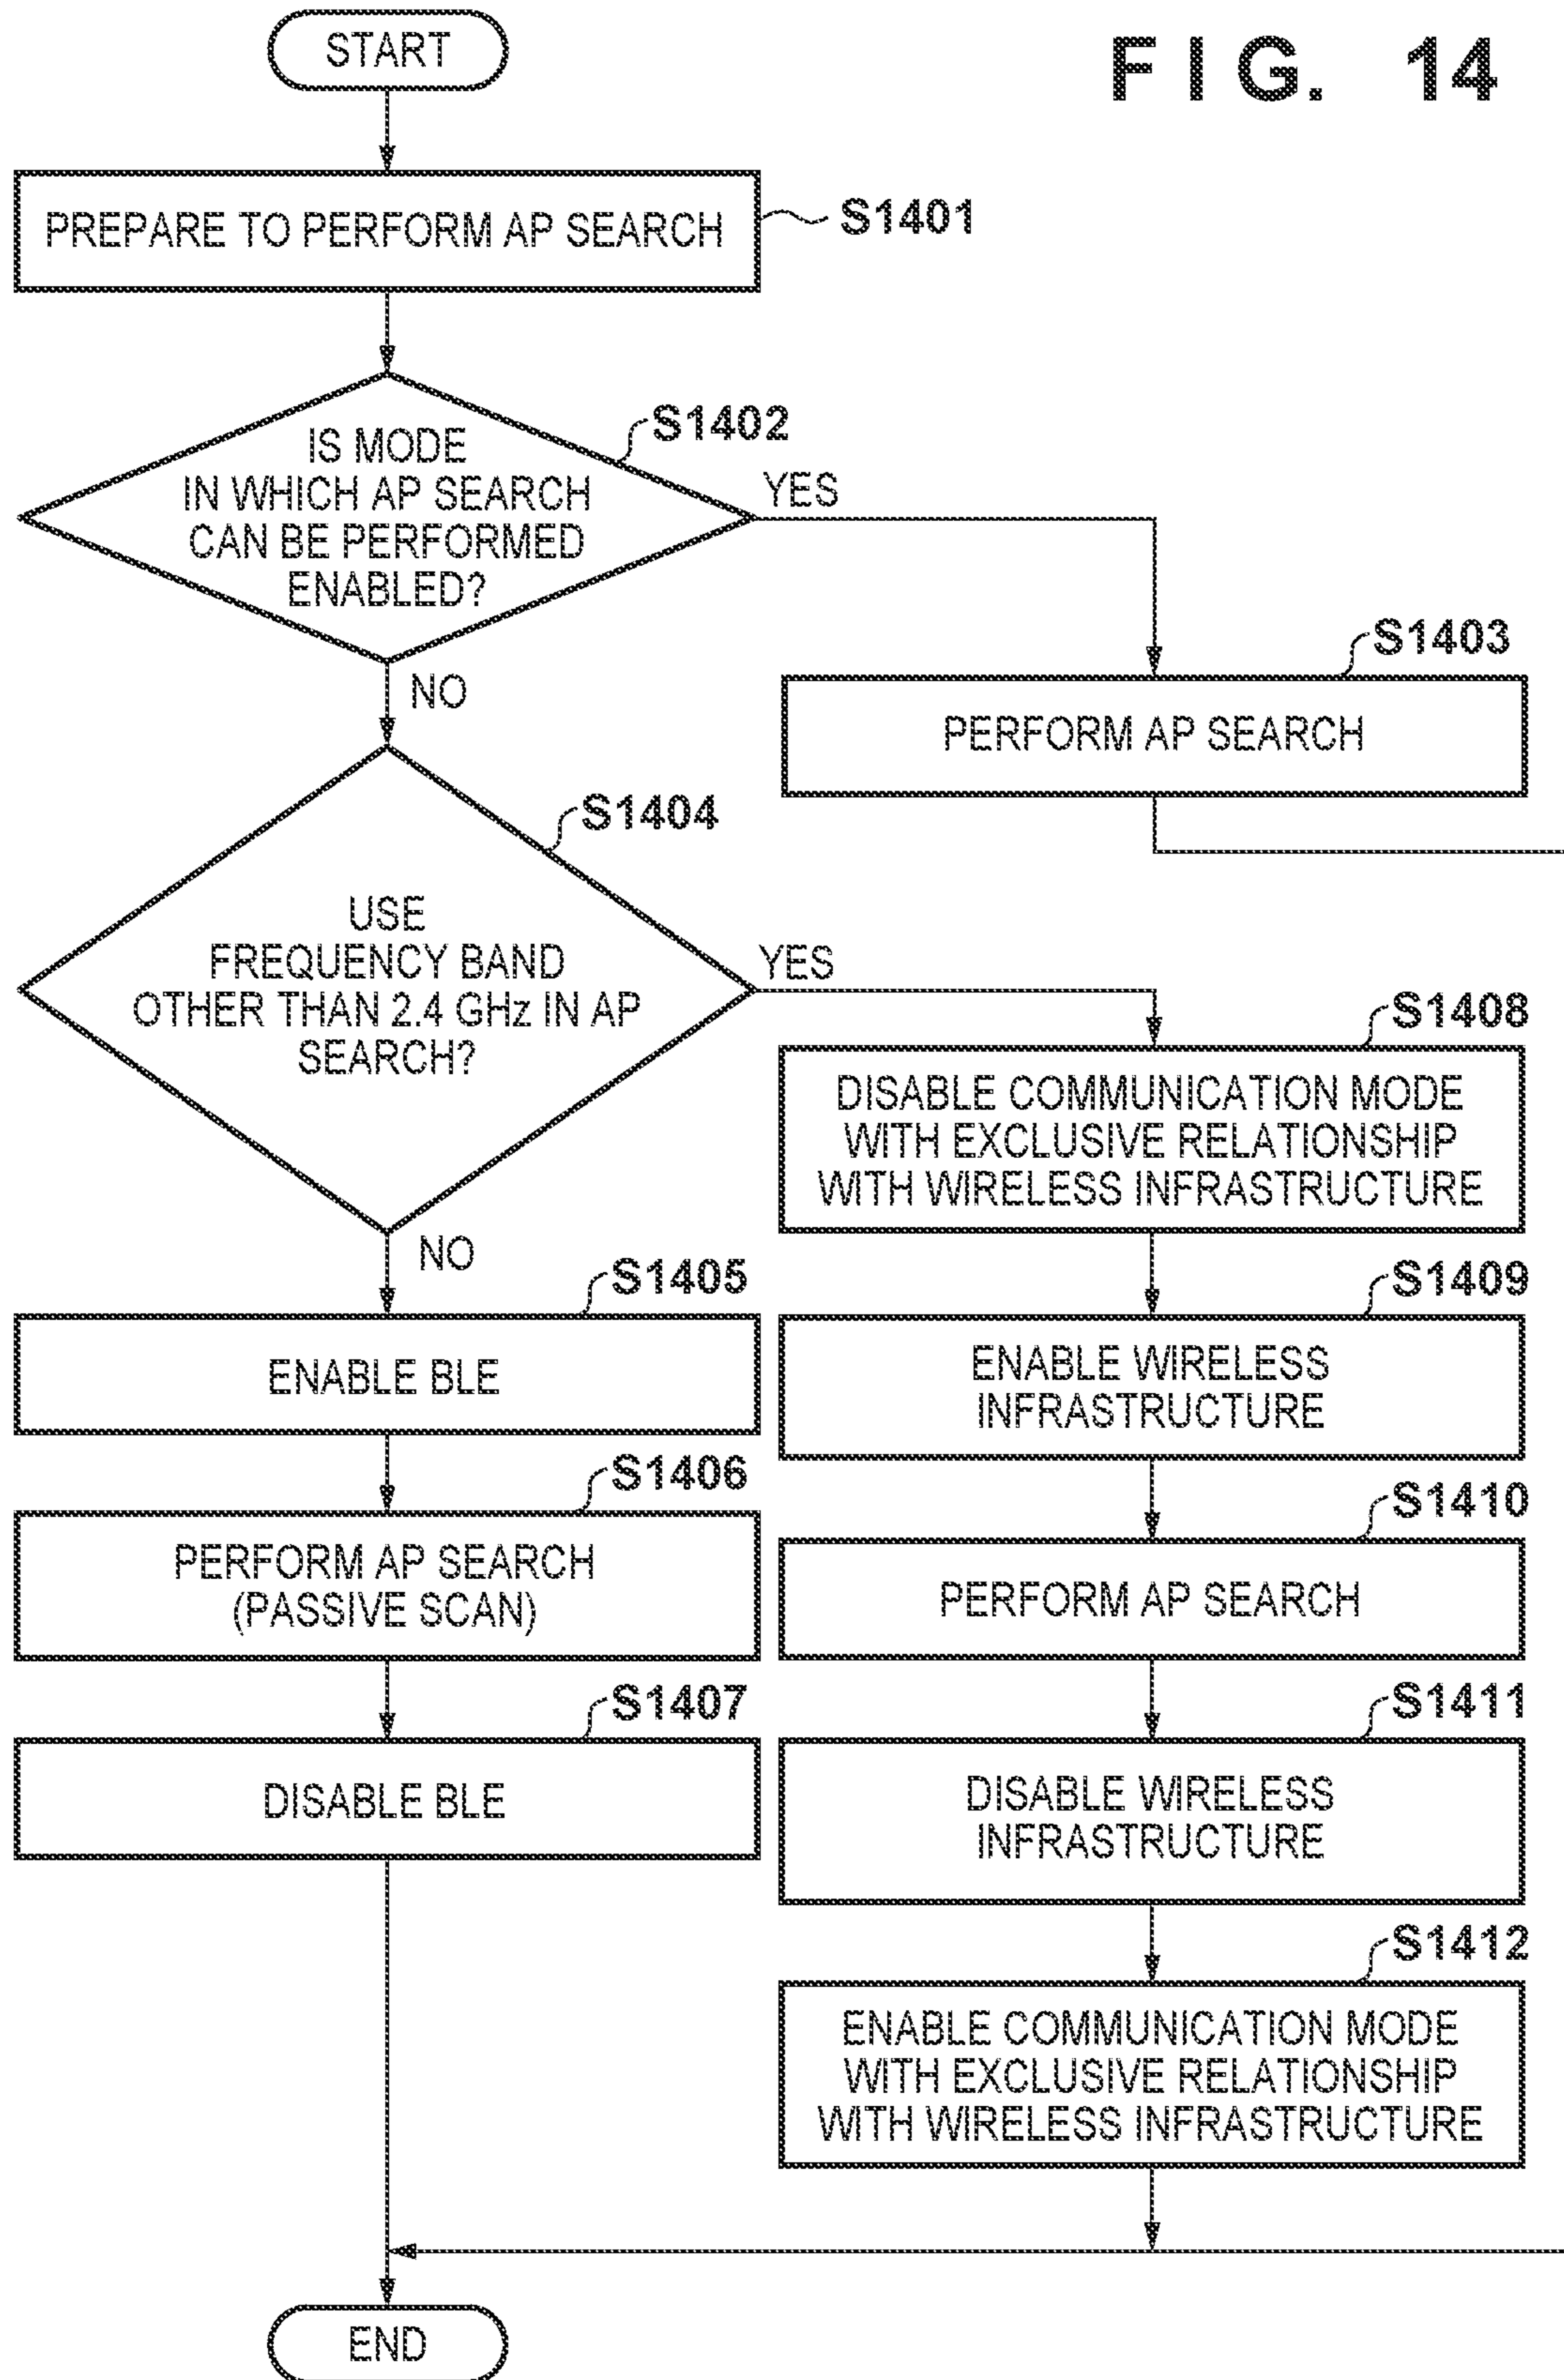 FIG. 14
START
PREPARE TO PERFORM AP SEARCH
S1401
S1402
IS MODE
IN WHICH AP SEARCH
CAN BE PERFORMED
ENABLED?
YES
NO
S1403
PERFORM AP SEARCH
S1404
USE
FREQUENCY BAND
OTHER THAN 2.4 GHz IN AP
SEARCH?
YES
NO
S1405
ENABLE BLE
S1406
PERFORM AP SEARCH
(PASSIVE SCAN)
S1407
DISABLE BLE
S1408
DISABLE COMMUNICATION MODE
WITH EXCLUSIVE RELATIONSHIP
WITH WIRELESS INFRASTRUCTURE
S1409
ENABLE WIRELESS
INFRASTRUCTURE
S1410
PERFORM AP SEARCH
S1411
DISABLE WIRELESS
INFRASTRUCTURE
S1412
ENABLE COMMUNICATION MODE
WITH EXCLUSIVE RELATIONSHIP
WITH WIRELESS INFRASTRUCTURE
END